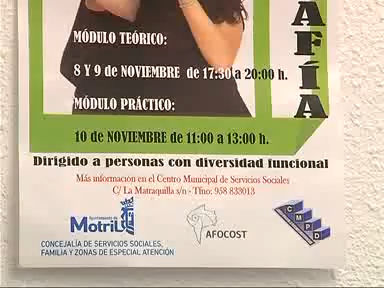 AFÍA
MÓDULO TEÓRICO:
8 Y 9 de NOVIEMBRE de 17:30 a 20:00 h.
MÓDULO PRÁCTICO:
10 de NOVIEMBRE de 11:00 a 13:00 h.
Dirigido a personas con diversidad funcional
Más información en el Centro Municipal de Servicios Sociales
C/ La Matraquilla s/n - Tfno: 958 833013
Ayuntamiento de
Motril
AFOCOST
CMPD
CONCEJALÍA DE SERVICIOS SOCIALES,
FAMILIA Y ZONAS DE ESPECIAL ATENCIÓN